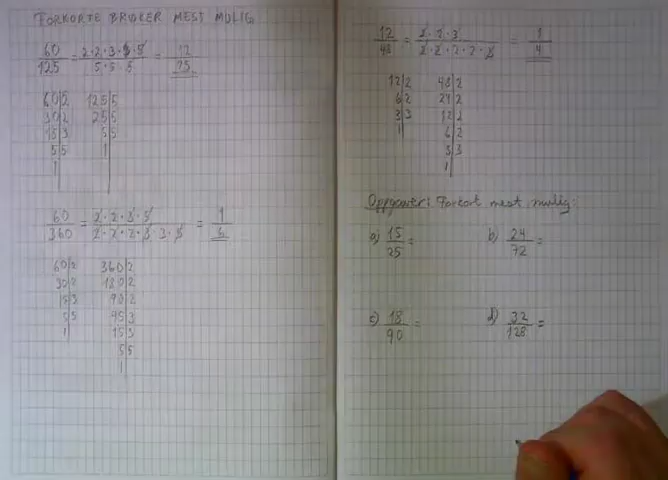 FORKORTE BRØKER MEST MULIG.
60/125 = 2·2·3·5·5/5·5·5 = 12/25
60|2 125|5
30|2 25|5
15|3 5|5
5|5 1|
1|
60/360 = 2·2·3·5/2·2·2·3·3·5 = 1/6
60|2 360|2
30|2 180|2
15|3 90|2
5|5 45|3
1| 15|3
5|5
1|
12/48 = 2·2·3/2·2·2·2·3 = 1/4
12|2 48|2
6|2 24|2
3|3 12|2
1| 6|2
3|3
1|
Oppgaver: Forkort mest mulig:
a) 15/25 = b) 24/72 =
c) 18/90 = d) 32/128 =